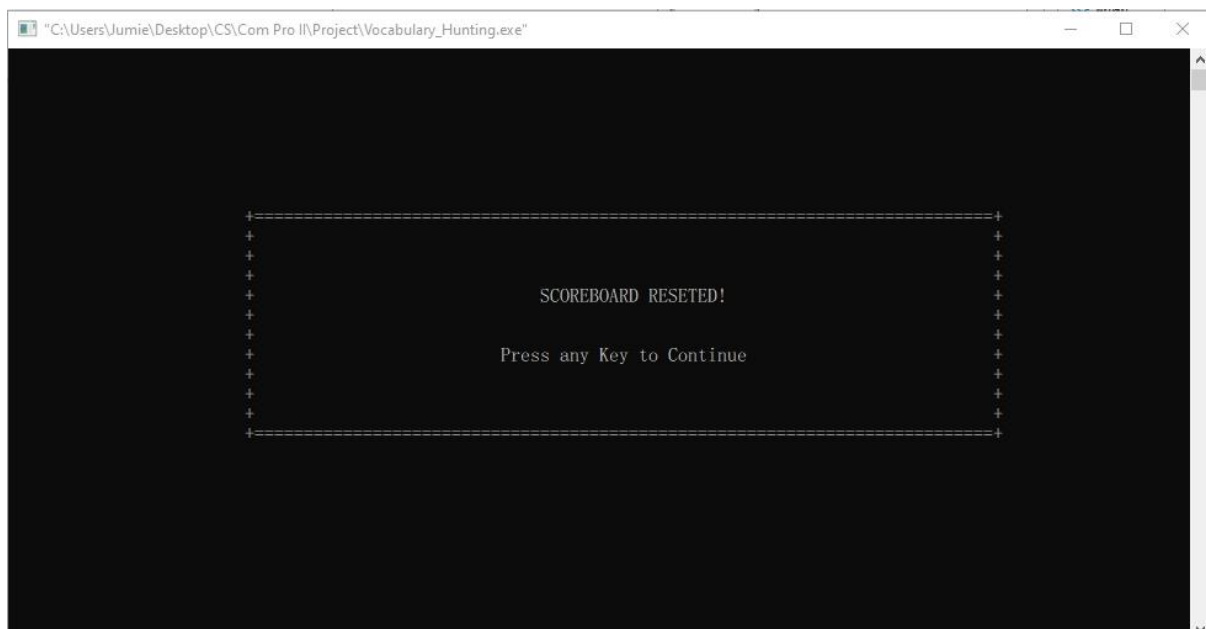 "C:\Users\Jumie\Desktop\CS\Com Pro II\Project\Vocabulary_Hunting.exe"
SCOREBOARD RESETED!
Press any Key to Continue